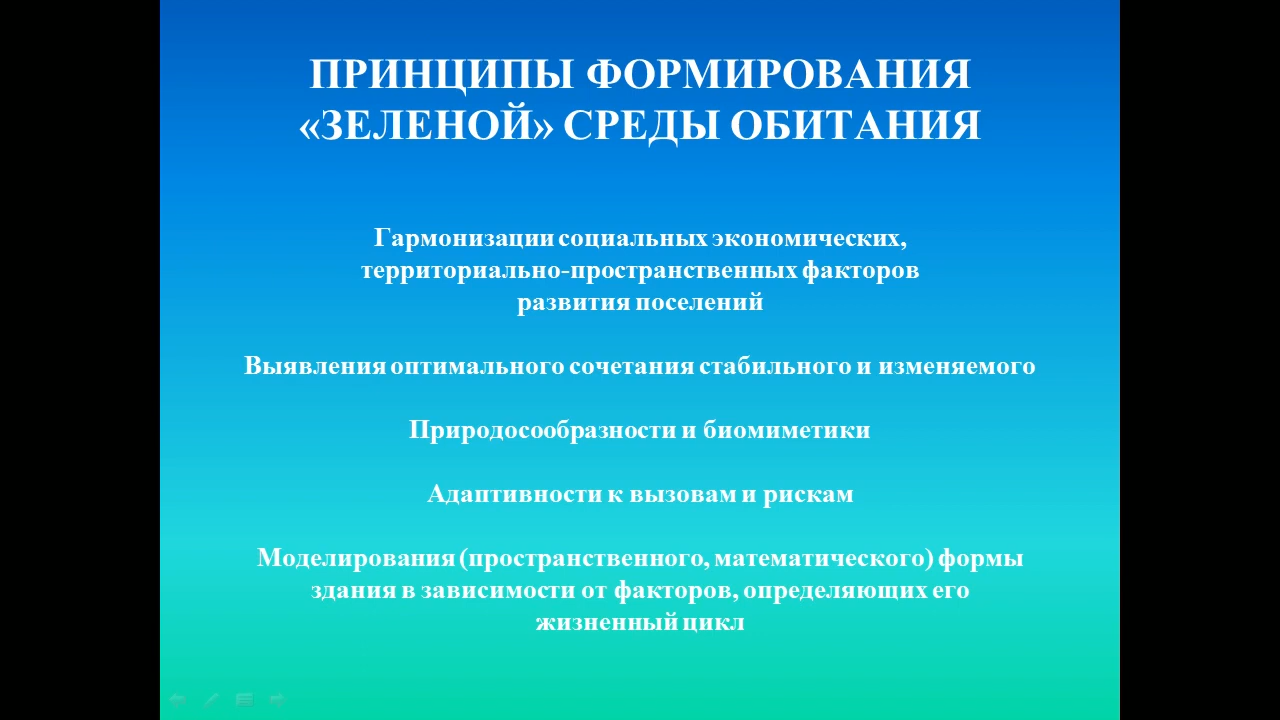 ПРИНЦИПЫ ФОРМИРОВАНИЯ
«ЗЕЛЕНОЙ» СРЕДЫ ОБИТАНИЯ
Гармонизации социальных экономических,
территориально-пространственных факторов
развития поселений
Выявления оптимального сочетания стабильного и изменяемого
Природосообразности и биомиметики
Адаптивности к вызовам и рискам
Моделирования (пространственного, математического) формы
здания в зависимости от факторов, определяющих его
жизненный цикл